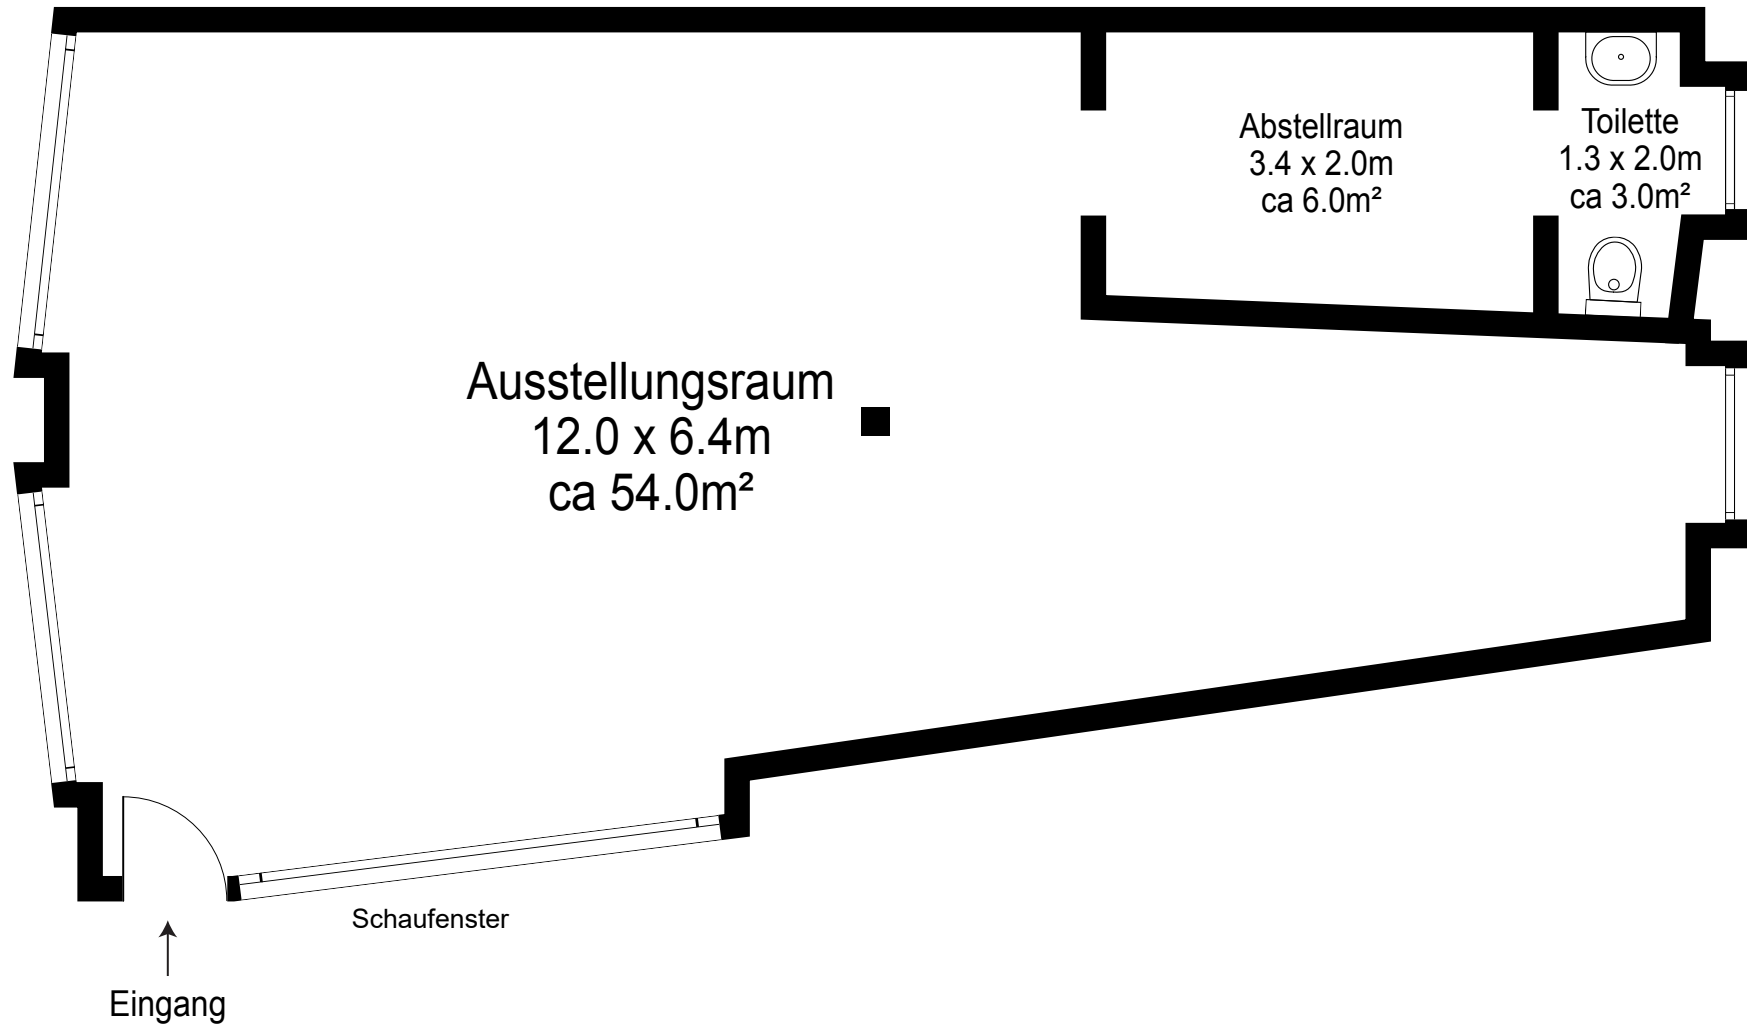 Abstellraum
3.4 x 2.0m
ca 6.0m²
Toilette
1.3 x 2.0m
ca 3.0m²
Ausstellungsraum
12.0 x 6.4m
ca 54.0m²
Schaufenster
Eingang